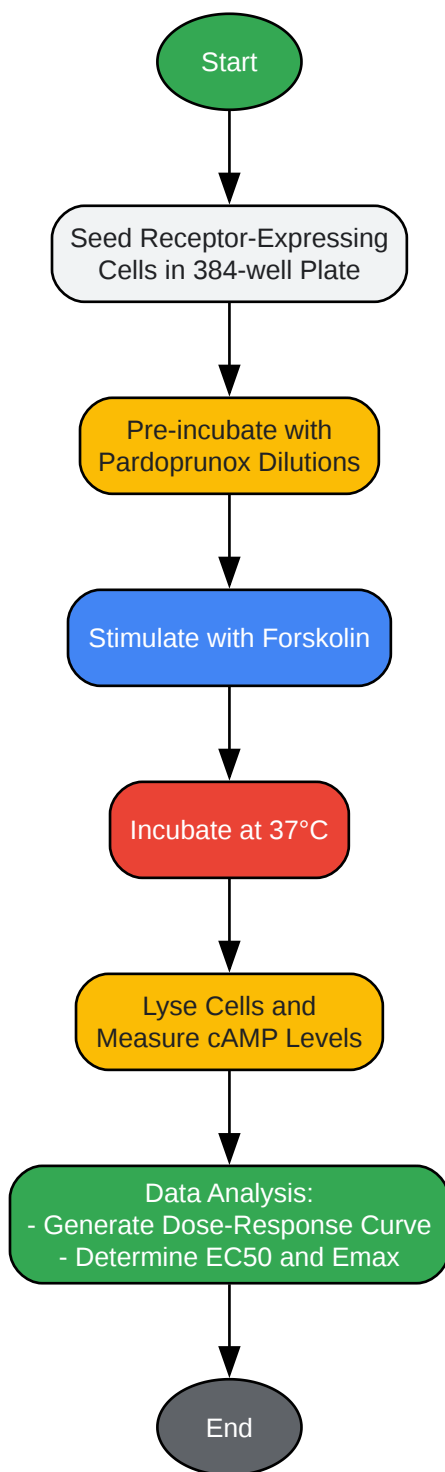 Start
Seed Receptor-Expressing
Cells in 384-well Plate
Pre-incubate with
Pardoprunox Dilutions
Stimulate with Forskolin
Incubate at 37°C
Lyse Cells and
Measure cAMP Levels
Data Analysis:
- Generate Dose-Response Curve
- Determine EC50 and Emax
End